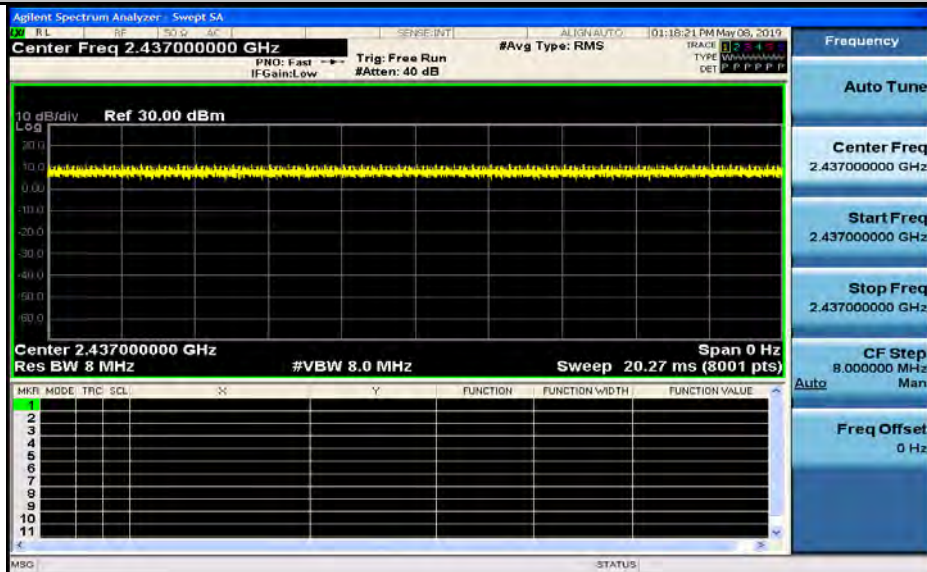 Agilent Spectrum Analyzer - Swept SA
RL RF 50 Ω AC SENSE:INT ALIGN AUTO 01:18:21 PM May 08, 2019
Center Freq 2.437000000 GHz
#Avg Type: RMS
TRACE 1 2 3 4 5 6
PNO: Fast
Trig: Free Run
TYPE
IFGain:Low
#Atten: 40 dB
DET P P P P P P
10 dB/div Ref 30.00 dBm
Log
20.0
10.0
0.00
-10.0
-20.0
-30.0
-40.0
-50.0
-60.0
Center 2.437000000 GHz Span 0 Hz
Res BW 8 MHz #VBW 8.0 MHz Sweep 20.27 ms (8001 pts)
MKR MODE TRC SCL X Y FUNCTION FUNCTION WIDTH FUNCTION VALUE
1
2
3
4
5
6
7
8
9
10
11
MSG STATUS
Frequency
Auto Tune
Center Freq
2.437000000 GHz
Start Freq
2.437000000 GHz
Stop Freq
2.437000000 GHz
CF Step
8.000000 MHz
Auto Man
Freq Offset
0 Hz